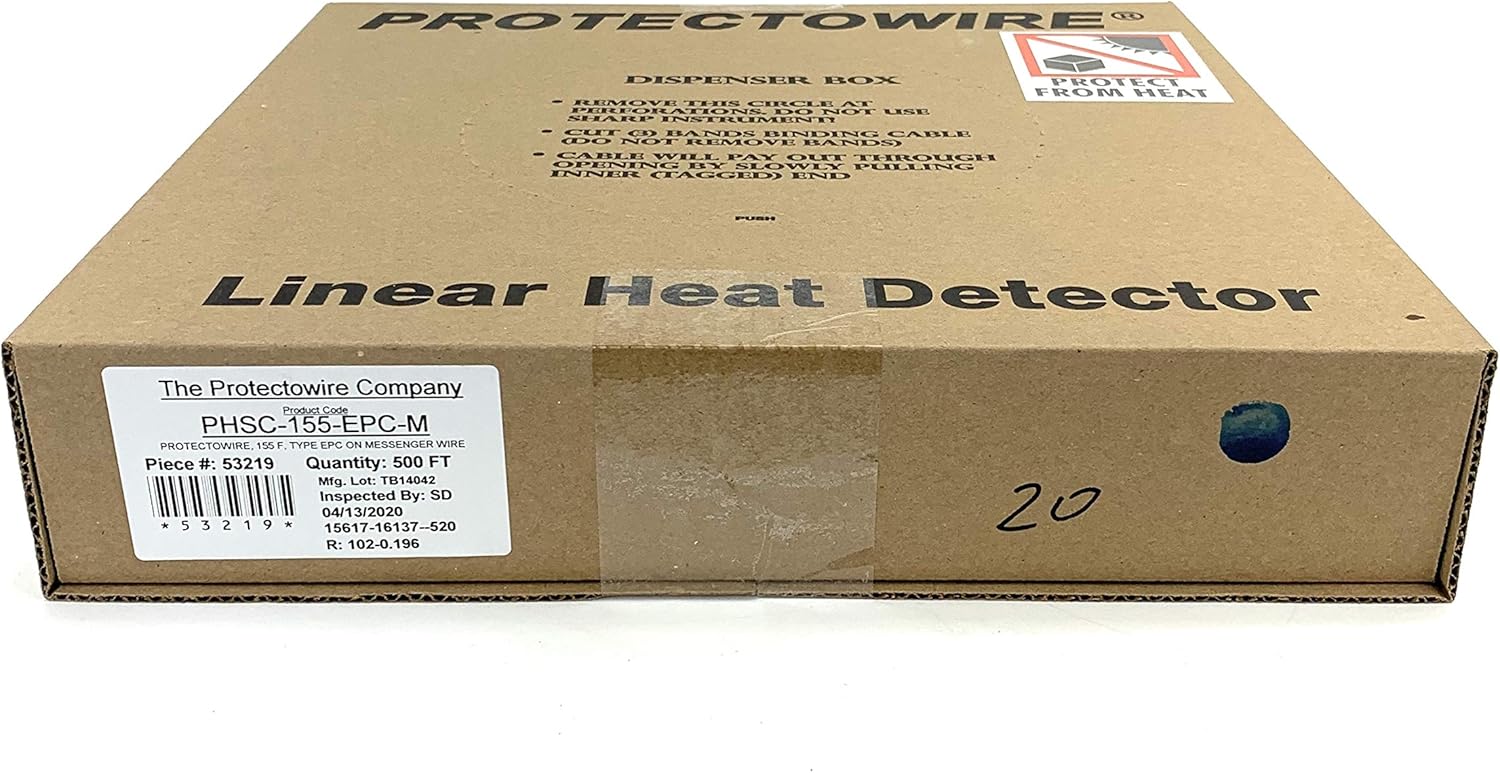 PROTECTOWIRE®
PROTECT
FROM HEAT
DISPENSER BOX
• REMOVE THIS CIRCLE AT
PERFORATIONS. DO NOT USE
SHARP INSTRUMENT!
• CUT (3) BANDS BINDING CABLE
(DO NOT REMOVE BANDS)
• CABLE WILL PAY OUT THROUGH
OPENING BY SLOWLY PULLING
INNER (TAGGED) END
PUSH
Linear Heat Detector
The Protectowire Company
Product Code
PHSC-155-EPC-M
PROTECTOWIRE, 155 F, TYPE EPC ON MESSENGER WIRE
Piece #: 53219 Quantity: 500 FT
Mfg. Lot: TB14042
Inspected By: SD
04/13/2020
15617-16137--520
R: 102-0.196
*53219*
20